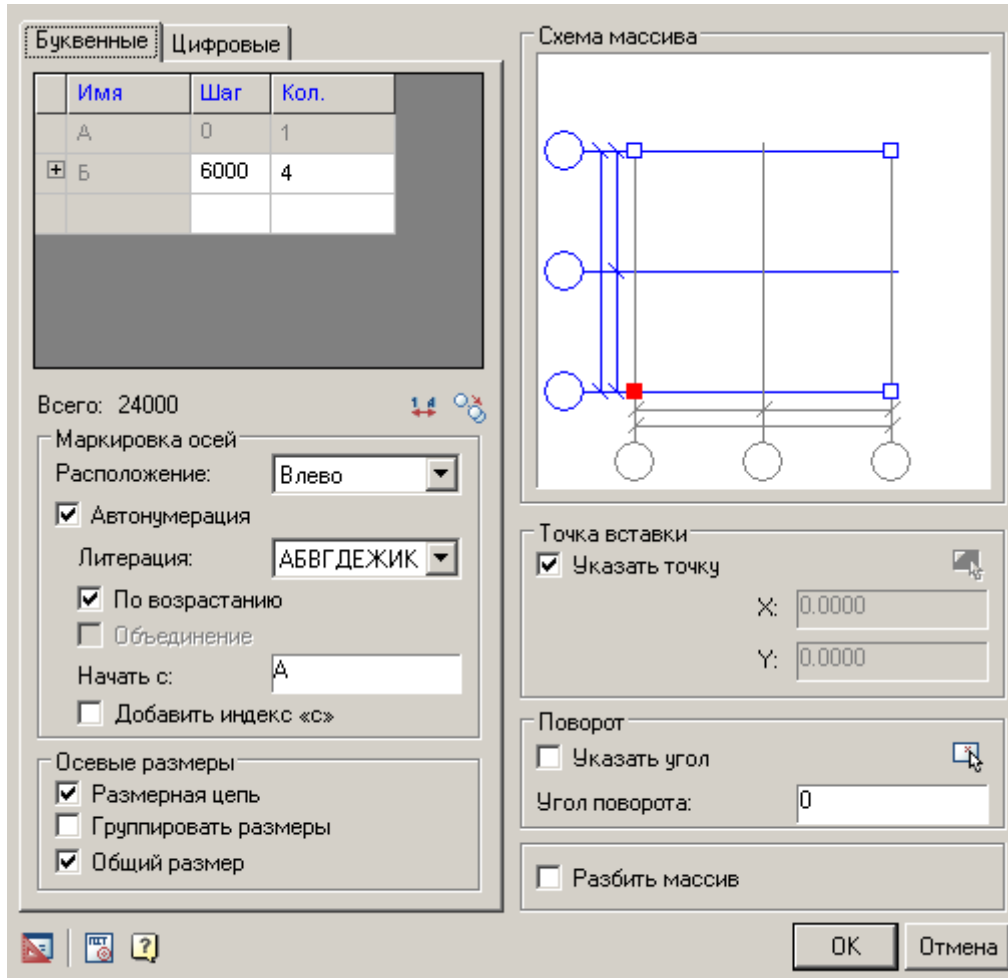 Буквенные Цифровые
Имя Шаг Кол.
А 0 1
Б 6000 4
Всего: 24000
Маркировка осей
Расположение: Влево
Автонумерация
Литерация: АБВГДЕЖИК
По возрастанию
Объединение
Начать с: А
Добавить индекс «с»
Осевые размеры
Размерная цепь
Группировать размеры
Общий размер
Схема массива
Точка вставки
Указать точку
X: 0.0000
Y: 0.0000
Поворот
Указать угол
Угол поворота: 0
Разбить массив
OK Отмена